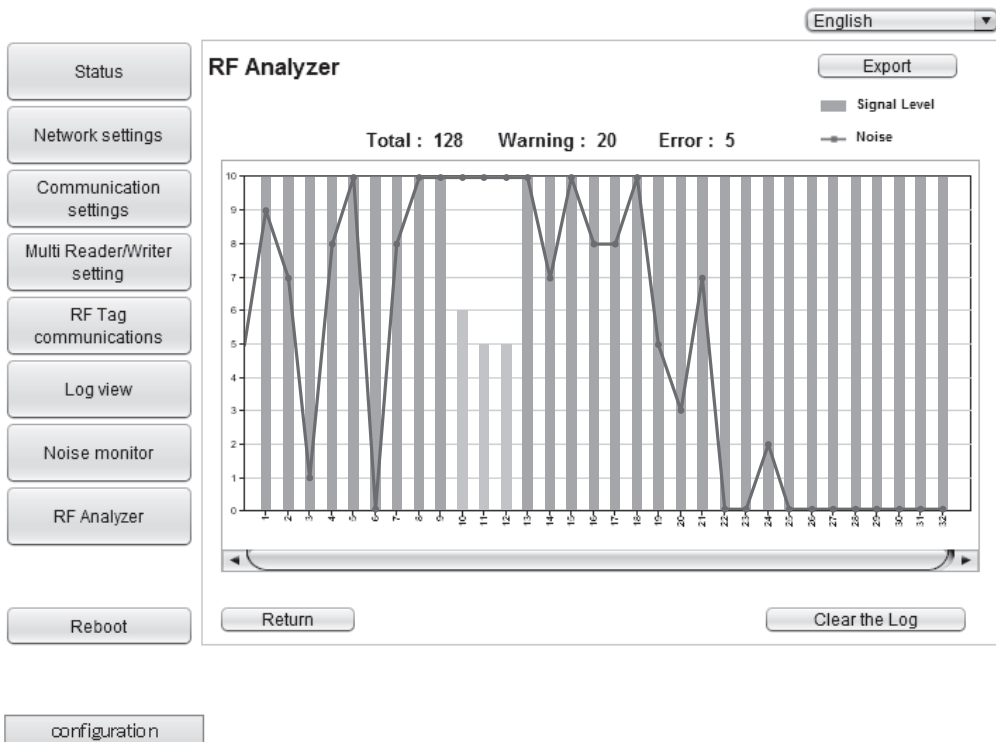 English
Status
Network settings
Communication
settings
Multi Reader/Writer
setting
RF Tag
communications
Log view
Noise monitor
RF Analyzer
Reboot
RF Analyzer
Export
Signal Level
Noise
Total : 128 Warning : 20 Error : 5
10
9
8
7
6
5
4
3
2
1
0
1 2 3 4 5 6 7 8 9 10 11 12 13 14 15 16 17 18 19 20 21 22 23 24 25 26 27 28 29 30 31 32
Return
Clear the Log
configuration